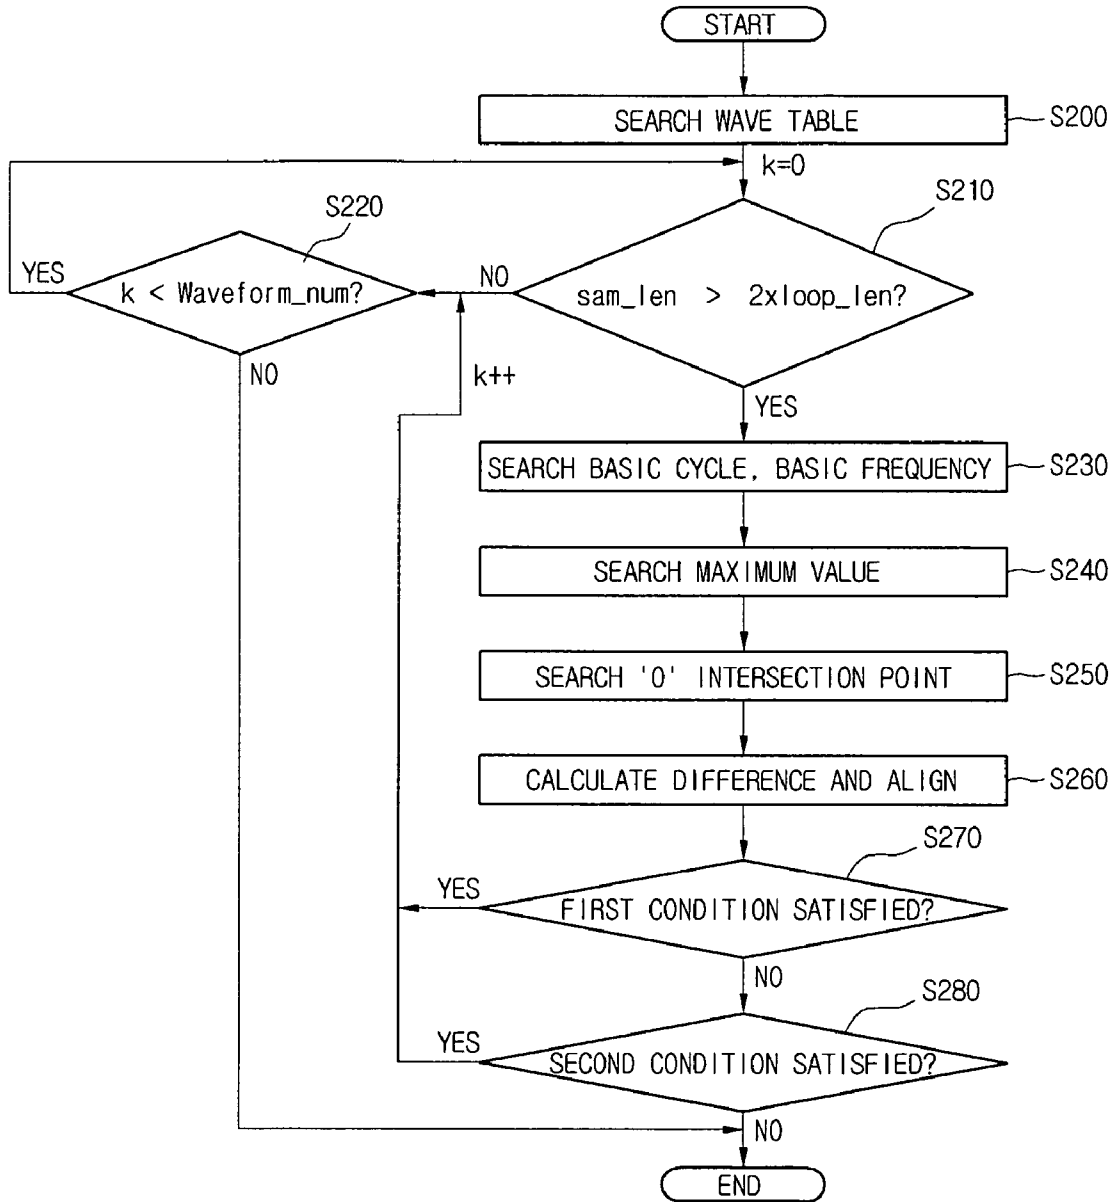 START
SEARCH WAVE TABLE
S200
k=0
S210
S220
YES
k < Waveform_num?
NO
sam_len > 2xloop_len?
NO
k++
YES
SEARCH BASIC CYCLE, BASIC FREQUENCY
S230
SEARCH MAXIMUM VALUE
S240
SEARCH '0' INTERSECTION POINT
S250
CALCULATE DIFFERENCE AND ALIGN
S260
S270
YES
FIRST CONDITION SATISFIED?
NO
S280
YES
SECOND CONDITION SATISFIED?
NO
END